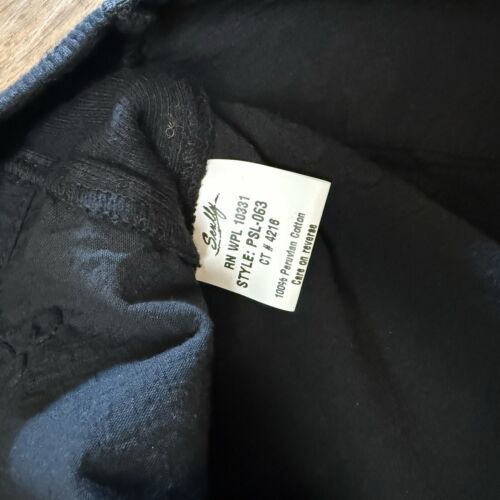 Scully
RN WPL 10331
STYLE: PSL-063
CT # 4216
100% Peruvian Cotton
Care on reverse